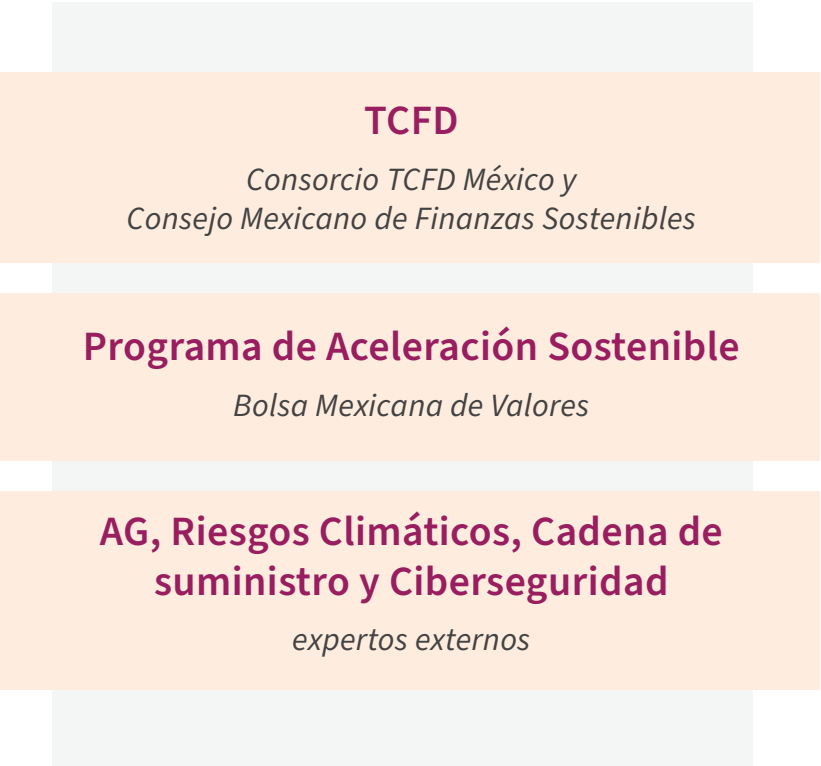 TCFD
Consorcio TCFD México y
Consejo Mexicano de Finanzas Sostenibles
Programa de Aceleración Sostenible
Bolsa Mexicana de Valores
AG, Riesgos Climáticos, Cadena de
suministro y Ciberseguridad
expertos externos